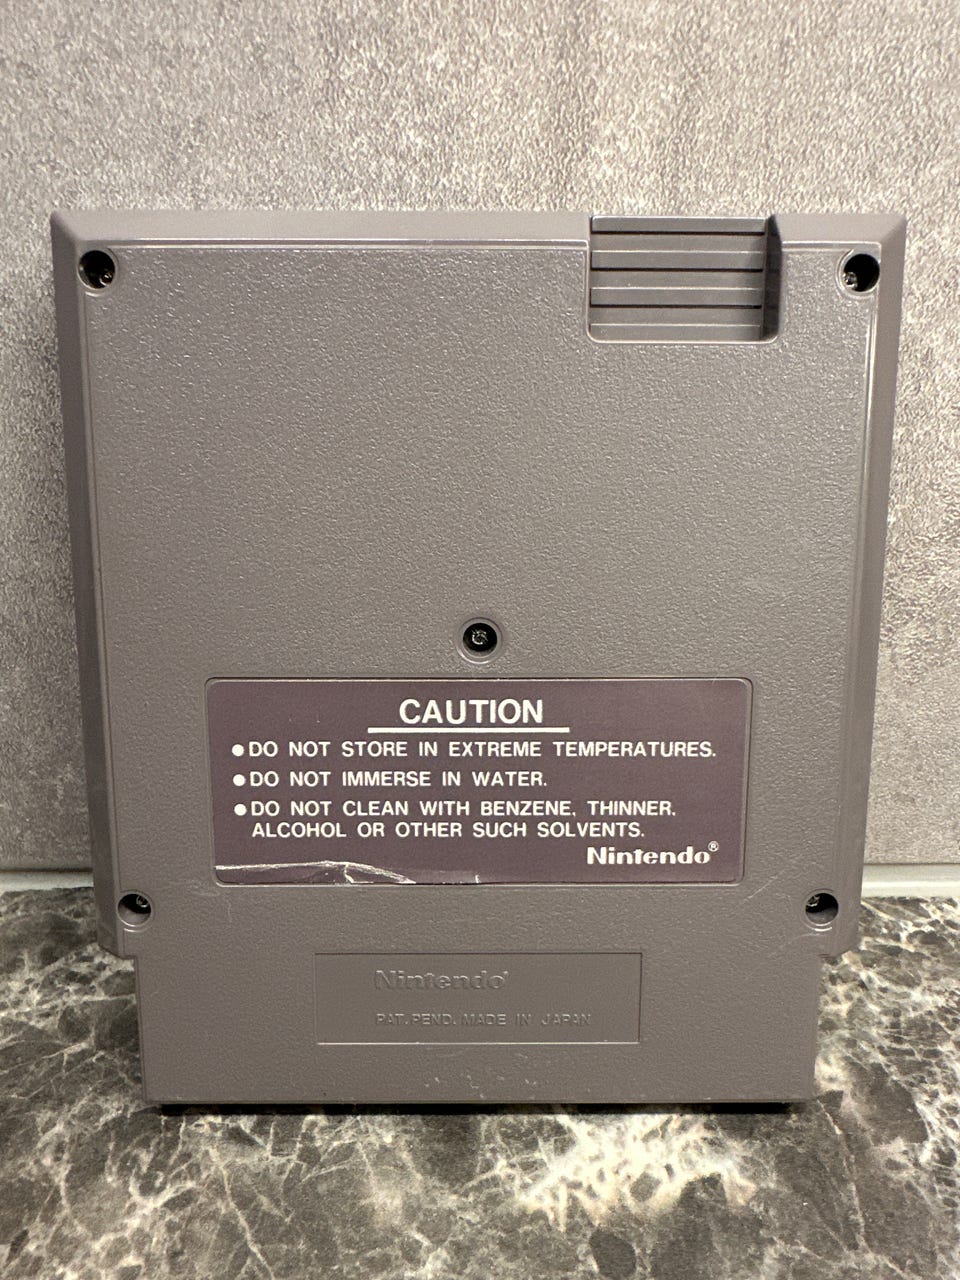 CAUTION
●DO NOT STORE IN EXTREME TEMPERATURES.
●DO NOT IMMERSE IN WATER.
●DO NOT CLEAN WITH BENZENE, THINNER,
ALCOHOL OR OTHER SUCH SOLVENTS.
Nintendo®
Nintendo®
PAT. PEND. MADE IN JAPAN